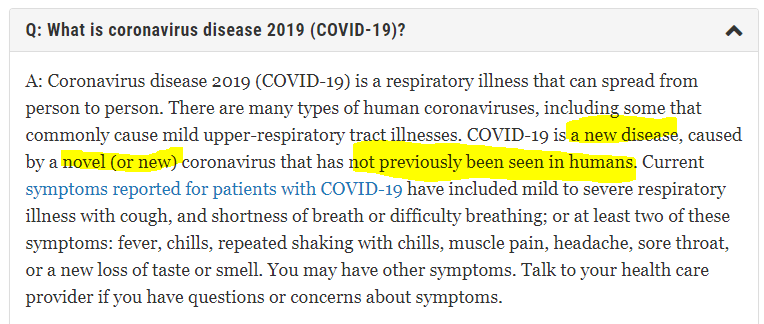 Q: What is coronavirus disease 2019 (COVID-19)?
A: Coronavirus disease 2019 (COVID-19) is a respiratory illness that can spread from
person to person. There are many types of human coronaviruses, including some that
commonly cause mild upper-respiratory tract illnesses. COVID-19 is a new disease, caused
by a novel (or new) coronavirus that has not previously been seen in humans. Current
symptoms reported for patients with COVID-19 have included mild to severe respiratory
illness with cough, and shortness of breath or difficulty breathing; or at least two of these
symptoms: fever, chills, repeated shaking with chills, muscle pain, headache, sore throat,
or a new loss of taste or smell. You may have other symptoms. Talk to your health care
provider if you have questions or concerns about symptoms.